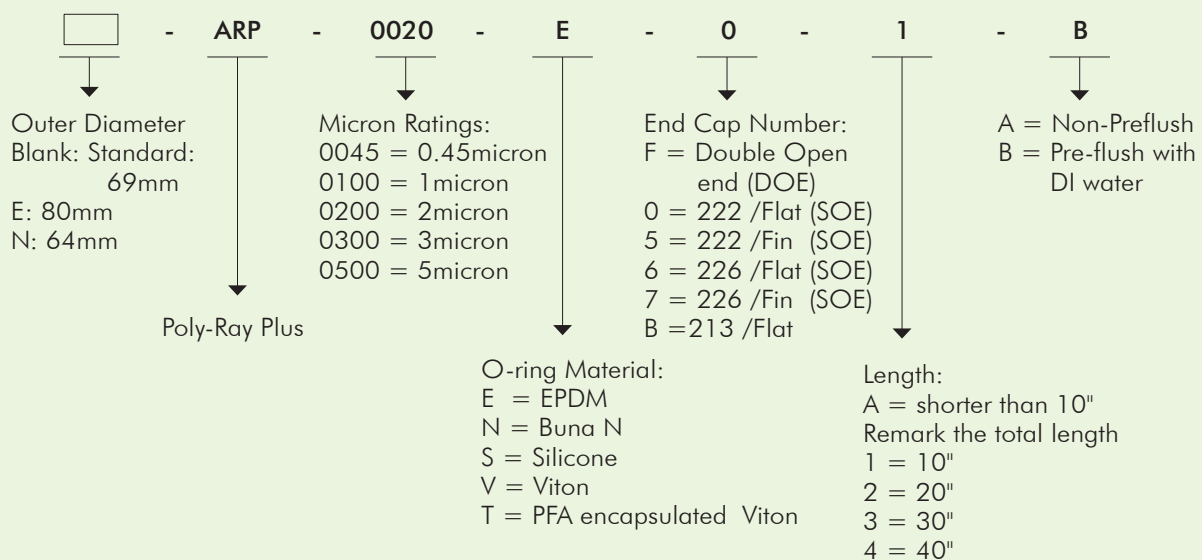 - ARP - 0020 - E - 0 - 1 - B
Outer Diameter
Blank: Standard:
69mm
E: 80mm
N: 64mm
Poly-Ray Plus
Micron Ratings:
0045 = 0.45micron
0100 = 1micron
0200 = 2micron
0300 = 3micron
0500 = 5micron
O-ring Material:
E = EPDM
N = Buna N
S = Silicone
V = Viton
T = PFA encapsulated Viton
End Cap Number:
F = Double Open
end (DOE)
0 = 222 /Flat (SOE)
5 = 222 /Fin (SOE)
6 = 226 /Flat (SOE)
7 = 226 /Fin (SOE)
B =213 /Flat
Length:
A = shorter than 10"
Remark the total length
1 = 10"
2 = 20"
3 = 30"
4 = 40"
A = Non-Preflush
B = Pre-flush with
DI water